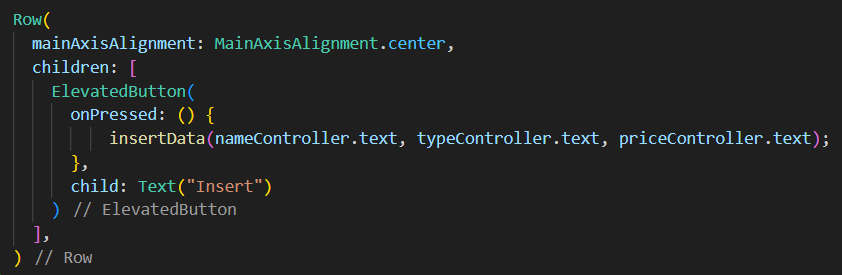 Row(
  mainAxisAlignment: MainAxisAlignment.center,
  children: [
    ElevatedButton(
      onPressed: () {
          insertData(nameController.text, typeController.text, priceController.text);
      },
      child: Text("Insert")
    ) // ElevatedButton
  ],
) // Row